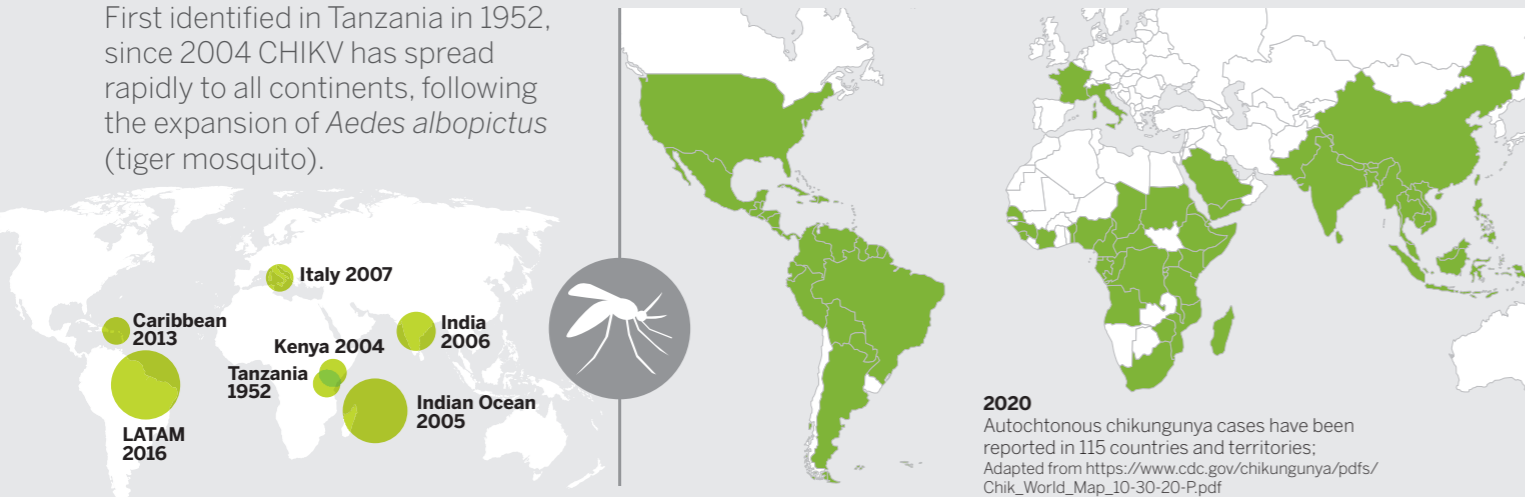 First identified in Tanzania in 1952,
since 2004 CHIKV has spread
rapidly to all continents, following
the expansion of Aedes albopictus
(tiger mosquito).
Italy 2007
Caribbean
2013
India
2006
Kenya 2004
Tanzania
1952
Indian Ocean
2005
LATAM
2016
2020
Autochtonous chikungunya cases have been
reported in 115 countries and territories;
Adapted from https://www.cdc.gov/chikungunya/pdfs/
Chik_World_Map_10-30-20-P.pdf